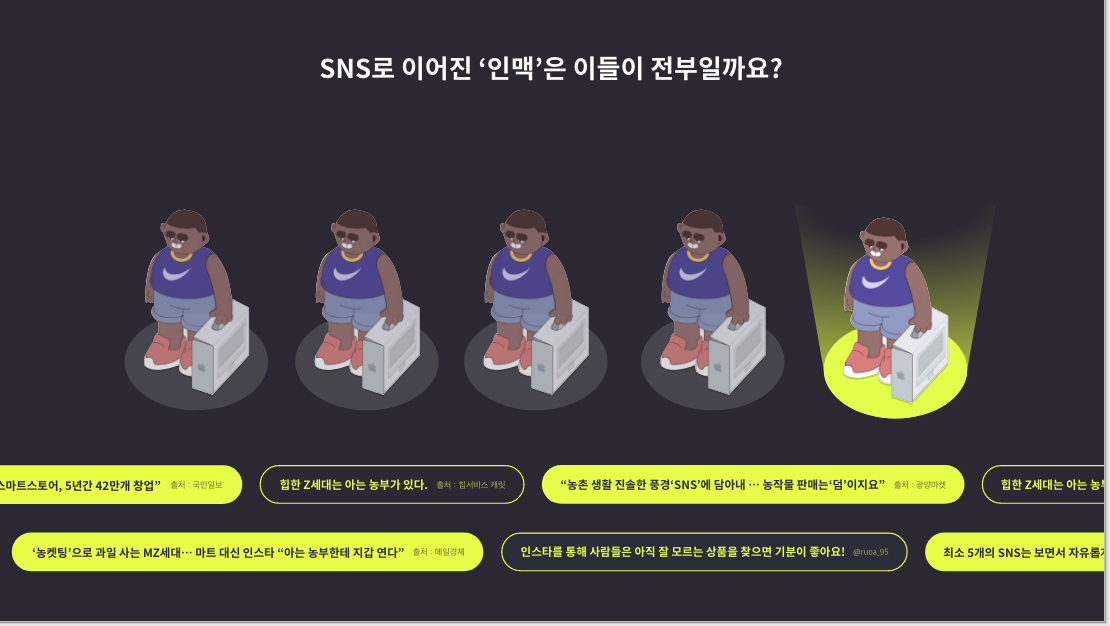 SNS로 이어진 ‘인맥’은 이들이 전부일까요?
스마트스토어, 5년간 42만개 창업” 출처 : 국민일보
힙한 Z세대는 아는 농부가 있다. 출처 : 힙서비스 캐릿
“농촌 생활 진솔한 풍경‘SNS’에 담아내 ··· 농작물 판매는‘덤’이지요” 출처 : 광양마켓
힙한 Z세대는 아는 농부
‘농켓팅’으로 과일 사는 MZ세대··· 마트 대신 인스타 “아는 농부한테 지갑 연다” 출처 : 매일경제
인스타를 통해 사람들은 아직 잘 모르는 상품을 찾으면 기분이 좋아요! @ruoa_95
최소 5개의 SNS는 보면서 자유롭게